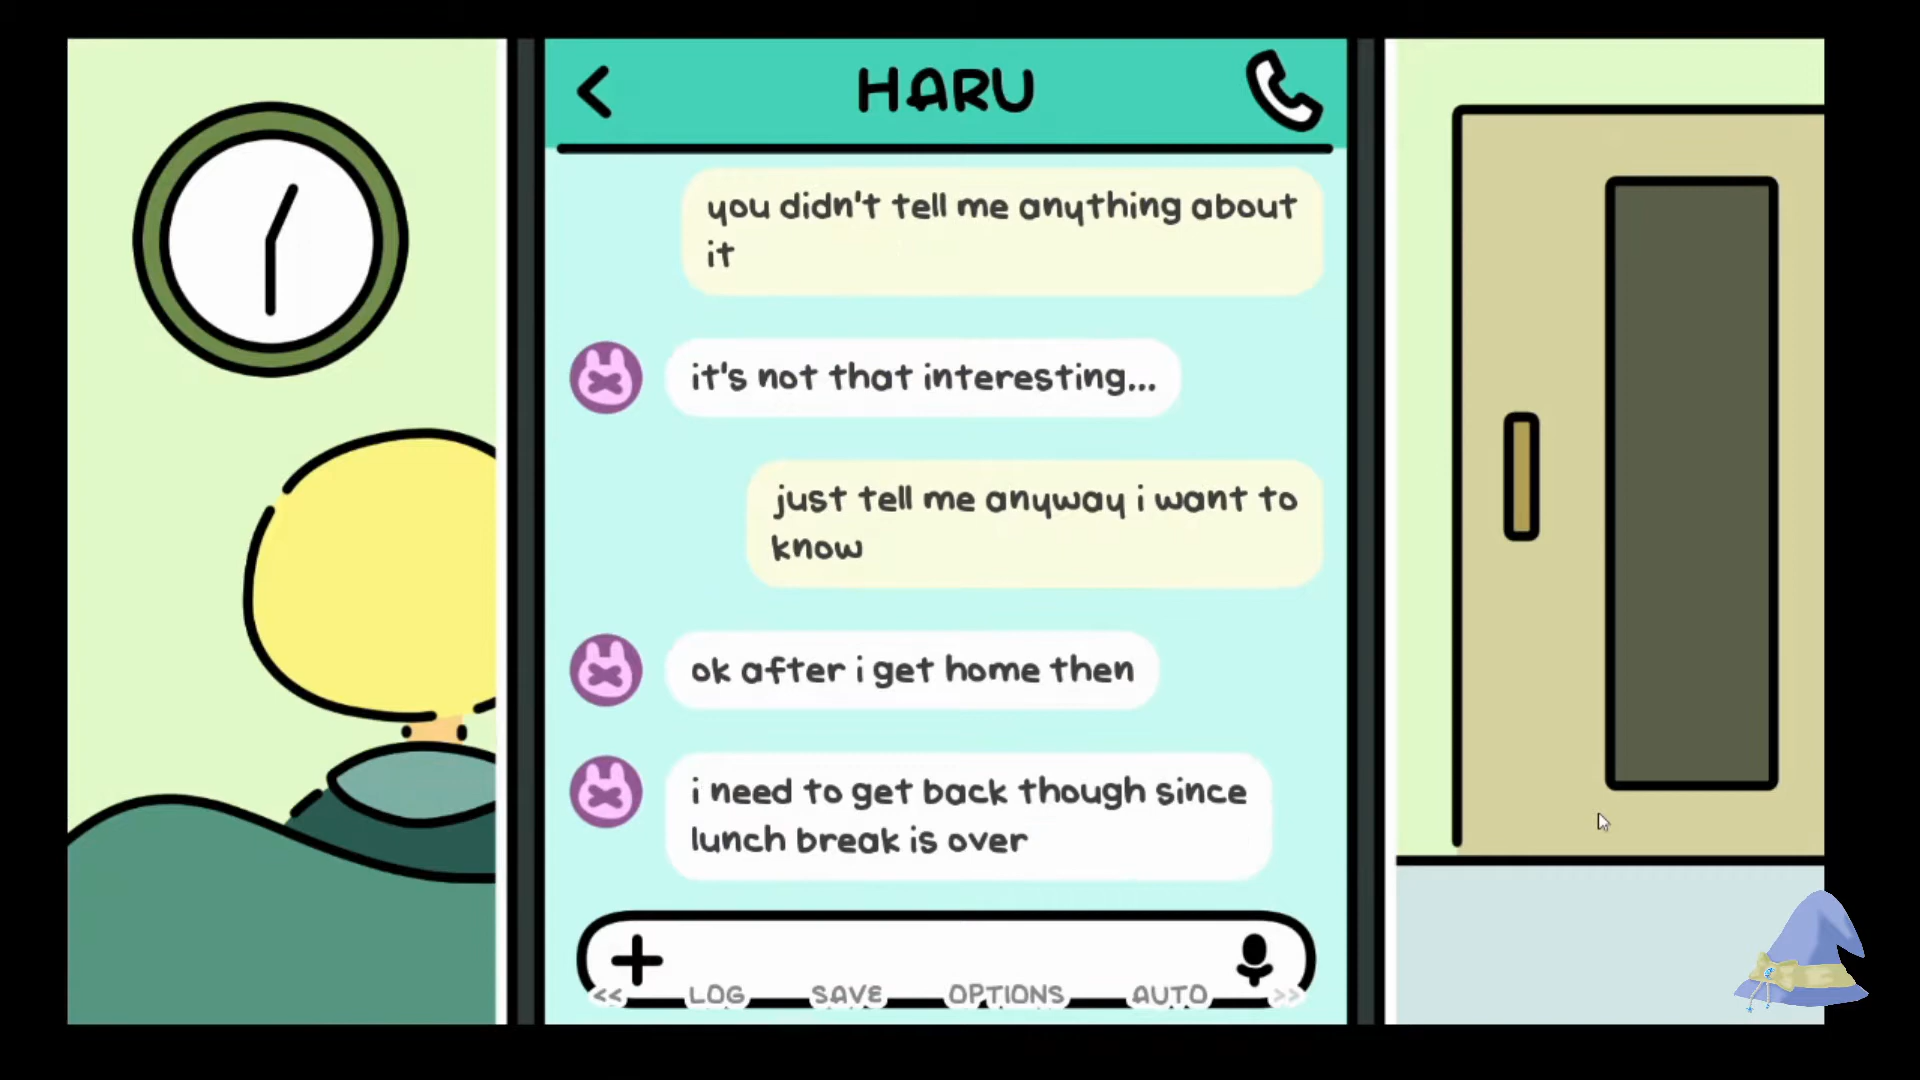 HARU
you didn't tell me anything about
it
it's not that interesting...
just tell me anyway i want to
know
ok after i get home then
i need to get back though since
lunch break is over
<< LOG SAVE OPTIONS AUTO >>